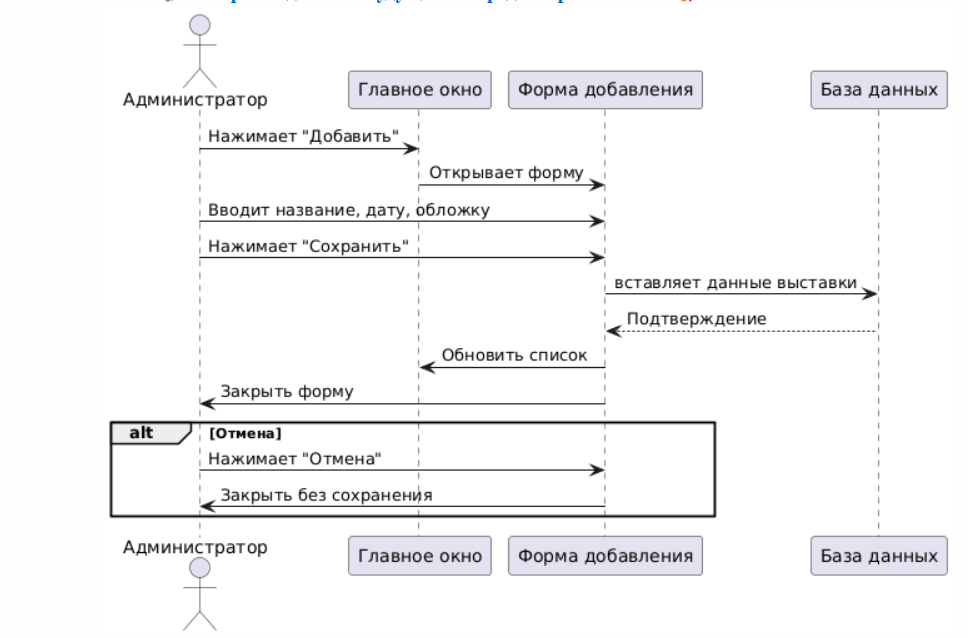 Администратор
Главное окно
Форма добавления
База данных
Нажимает "Добавить"
Открывает форму
Вводит название, дату, обложку
Нажимает "Сохранить"
вставляет данные выставки
Подтверждение
Обновить список
Закрыть форму
alt [Отмена]
Нажимает "Отмена"
Закрыть без сохранения
Администратор
Главное окно
Форма добавления
База данных